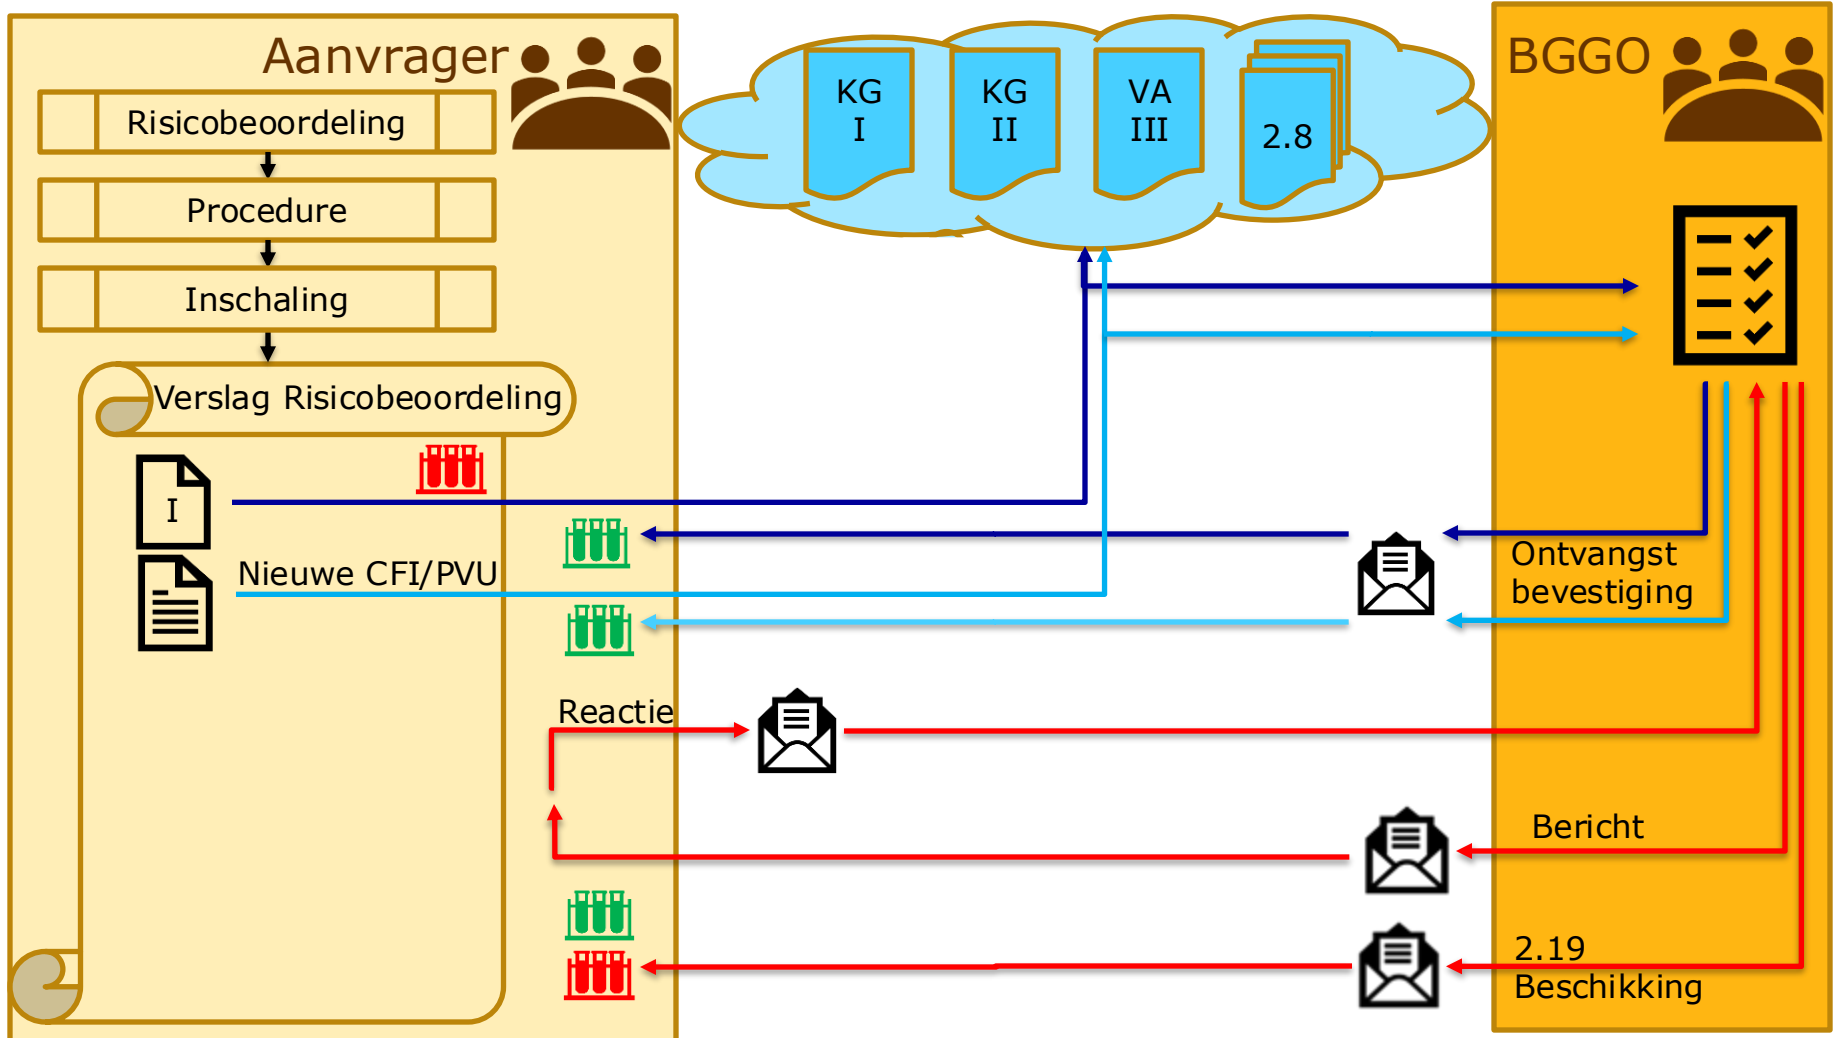 Aanvrager
Risicobeoordeling
Procedure
Inschaling
Verslag Risicobeoordeling
I
Nieuwe CFI/PVU
Reactie
KG
I
KG
II
VA
III
2.8
BGGO
Ontvangst
bevestiging
Bericht
2.19
Beschikking